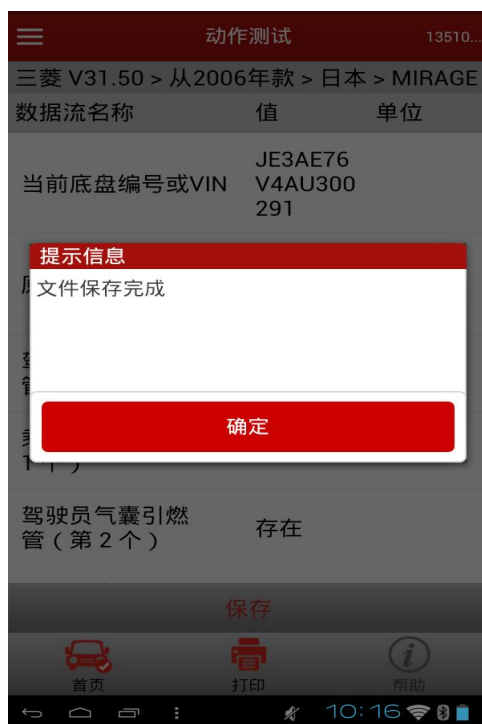 动作测试
13510...
三菱 V31.50 > 从2006年款 > 日本 > MIRAGE
数据流名称 值 单位
当前底盘编号或VIN
JE3AE76
V4AU300
291
提示信息
文件保存完成
确定
驾驶员气囊引燃
管（第2个）
存在
保存
首页 打印 帮助
10:16